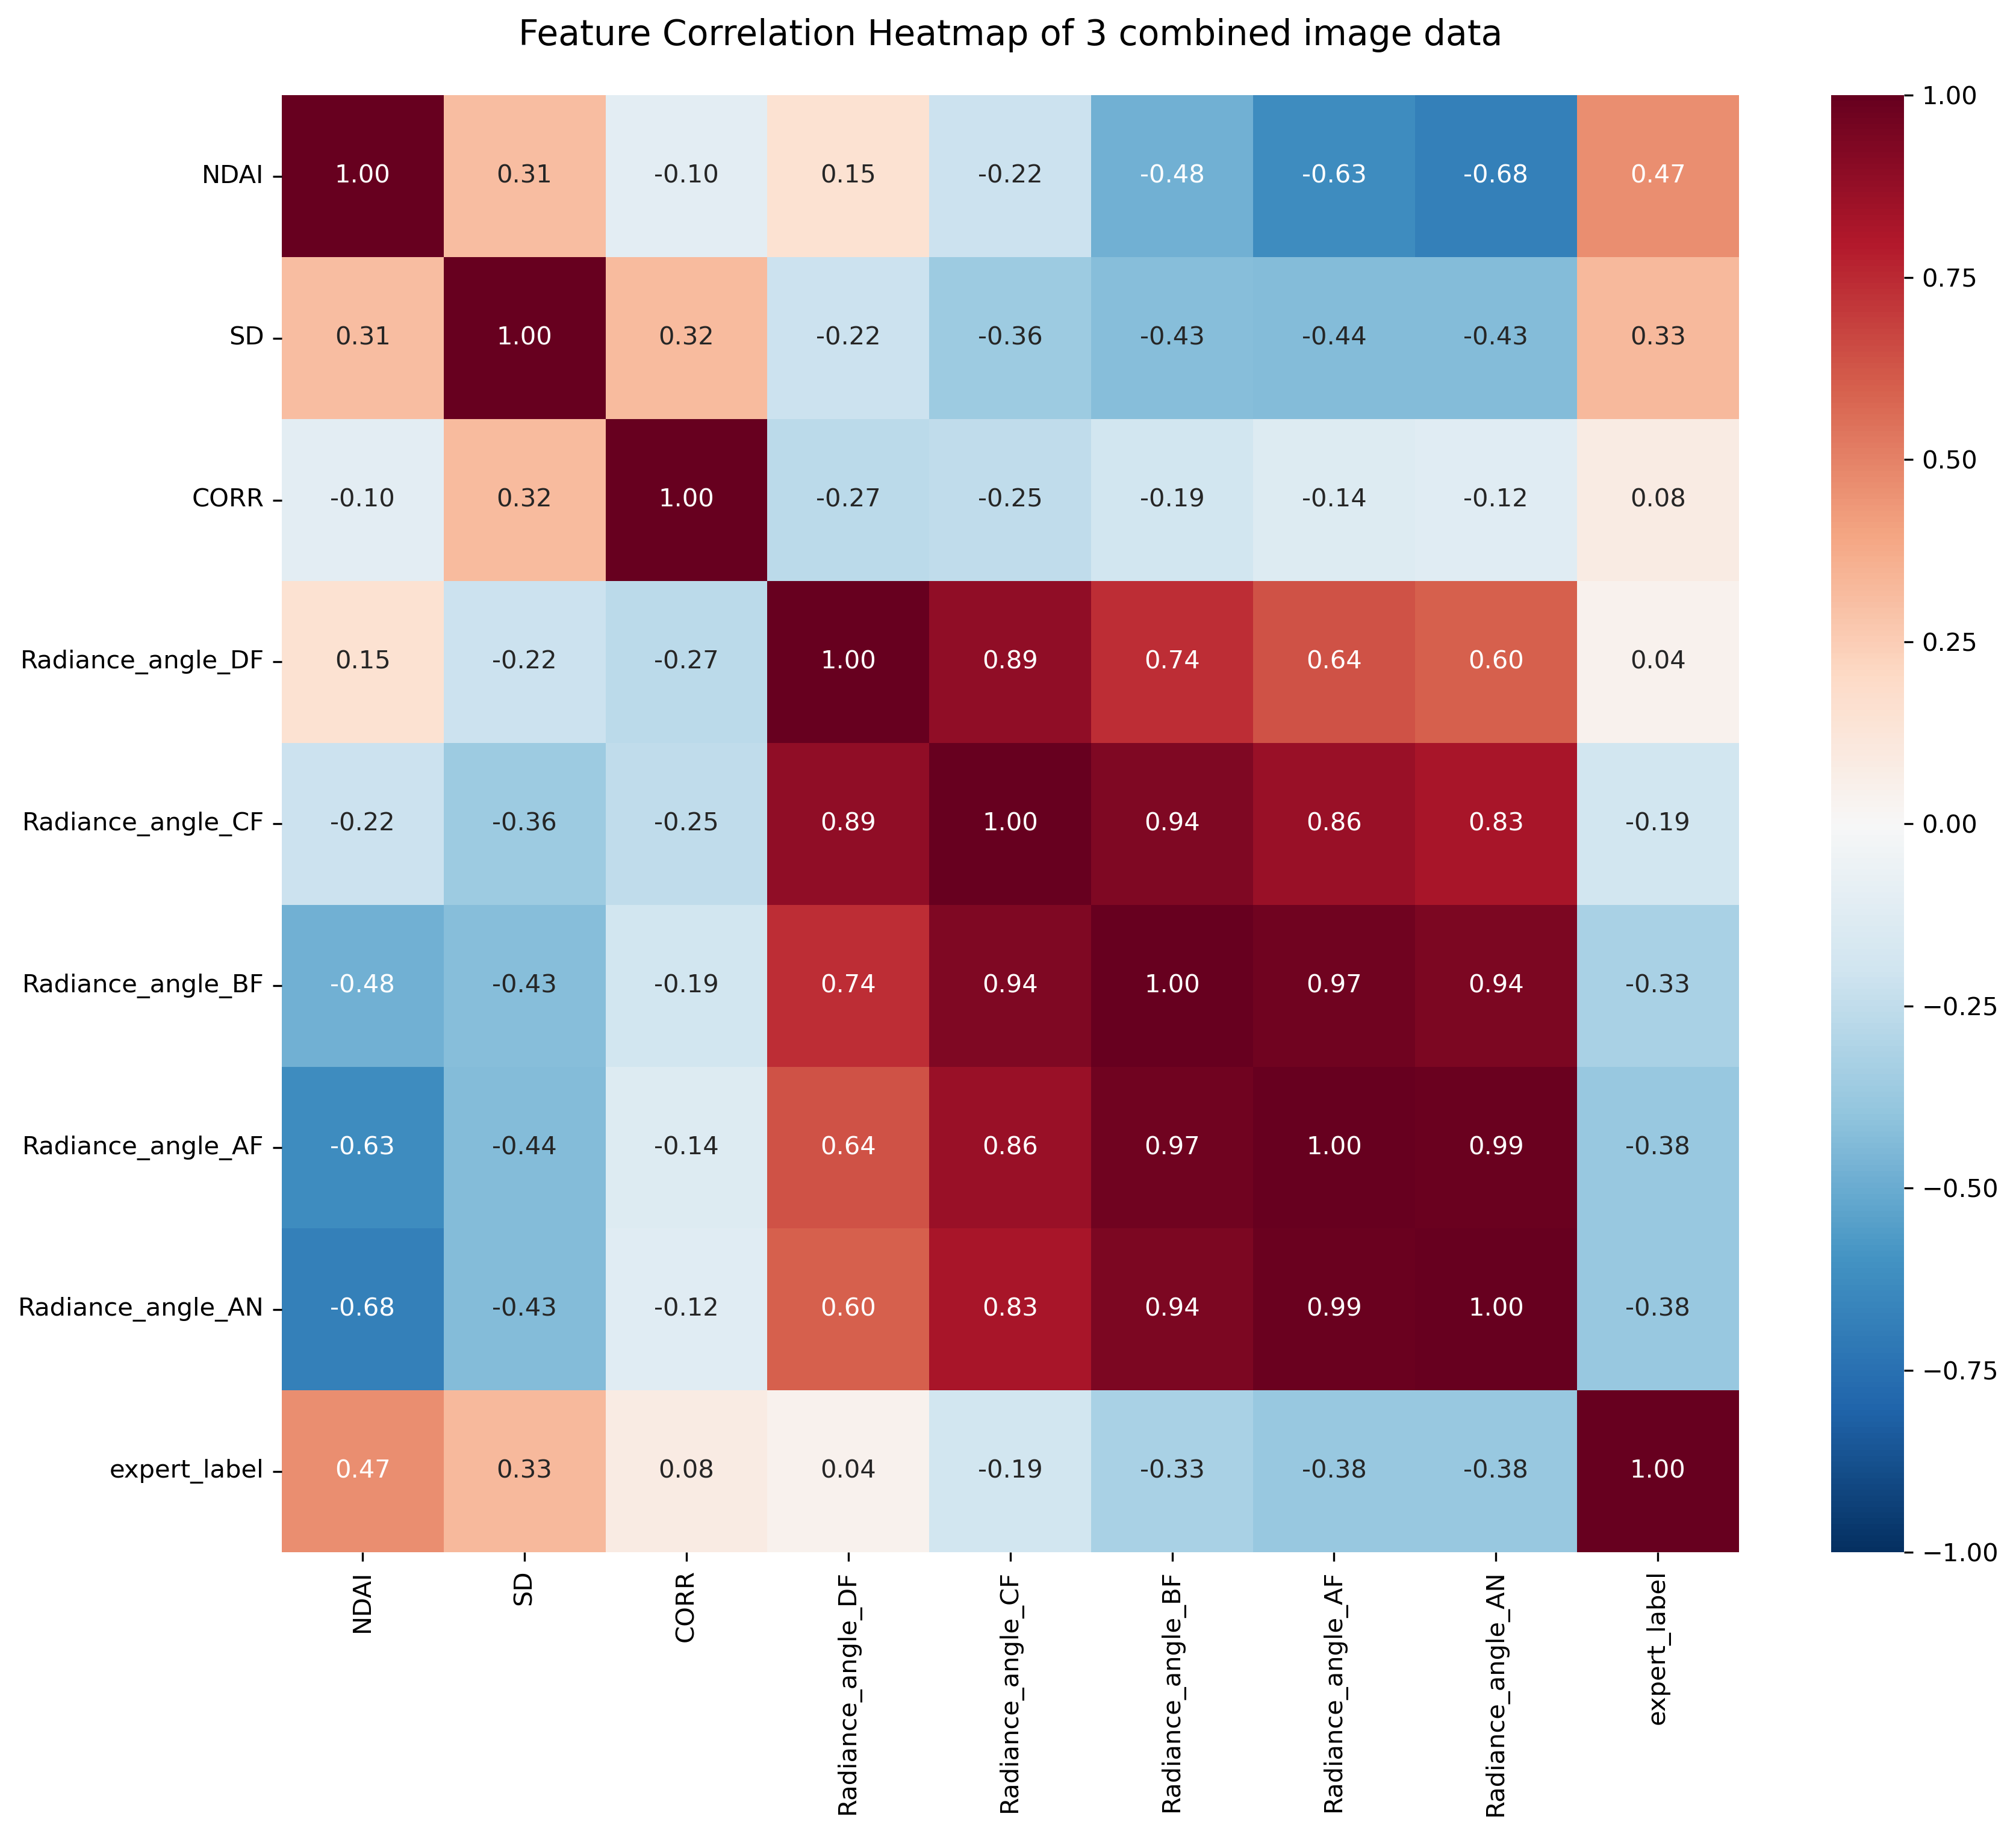 Feature Correlation Heatmap of 3 combined image data
NDAI 1.00 0.31 -0.10 0.15 -0.22 -0.48 -0.63 -0.68 0.47
SD 0.31 1.00 0.32 -0.22 -0.36 -0.43 -0.44 -0.43 0.33
CORR -0.10 0.32 1.00 -0.27 -0.25 -0.19 -0.14 -0.12 0.08
Radiance_angle_DF 0.15 -0.22 -0.27 1.00 0.89 0.74 0.64 0.60 0.04
Radiance_angle_CF -0.22 -0.36 -0.25 0.89 1.00 0.94 0.86 0.83 -0.19
Radiance_angle_BF -0.48 -0.43 -0.19 0.74 0.94 1.00 0.97 0.94 -0.33
Radiance_angle_AF -0.63 -0.44 -0.14 0.64 0.86 0.97 1.00 0.99 -0.38
Radiance_angle_AN -0.68 -0.43 -0.12 0.60 0.83 0.94 0.99 1.00 -0.38
expert_label 0.47 0.33 0.08 0.04 -0.19 -0.33 -0.38 -0.38 1.00
NDAI
SD
CORR
Radiance_angle_DF
Radiance_angle_CF
Radiance_angle_BF
Radiance_angle_AF
Radiance_angle_AN
expert_label
1.00
0.75
0.50
0.25
0.00
−0.25
−0.50
−0.75
−1.00